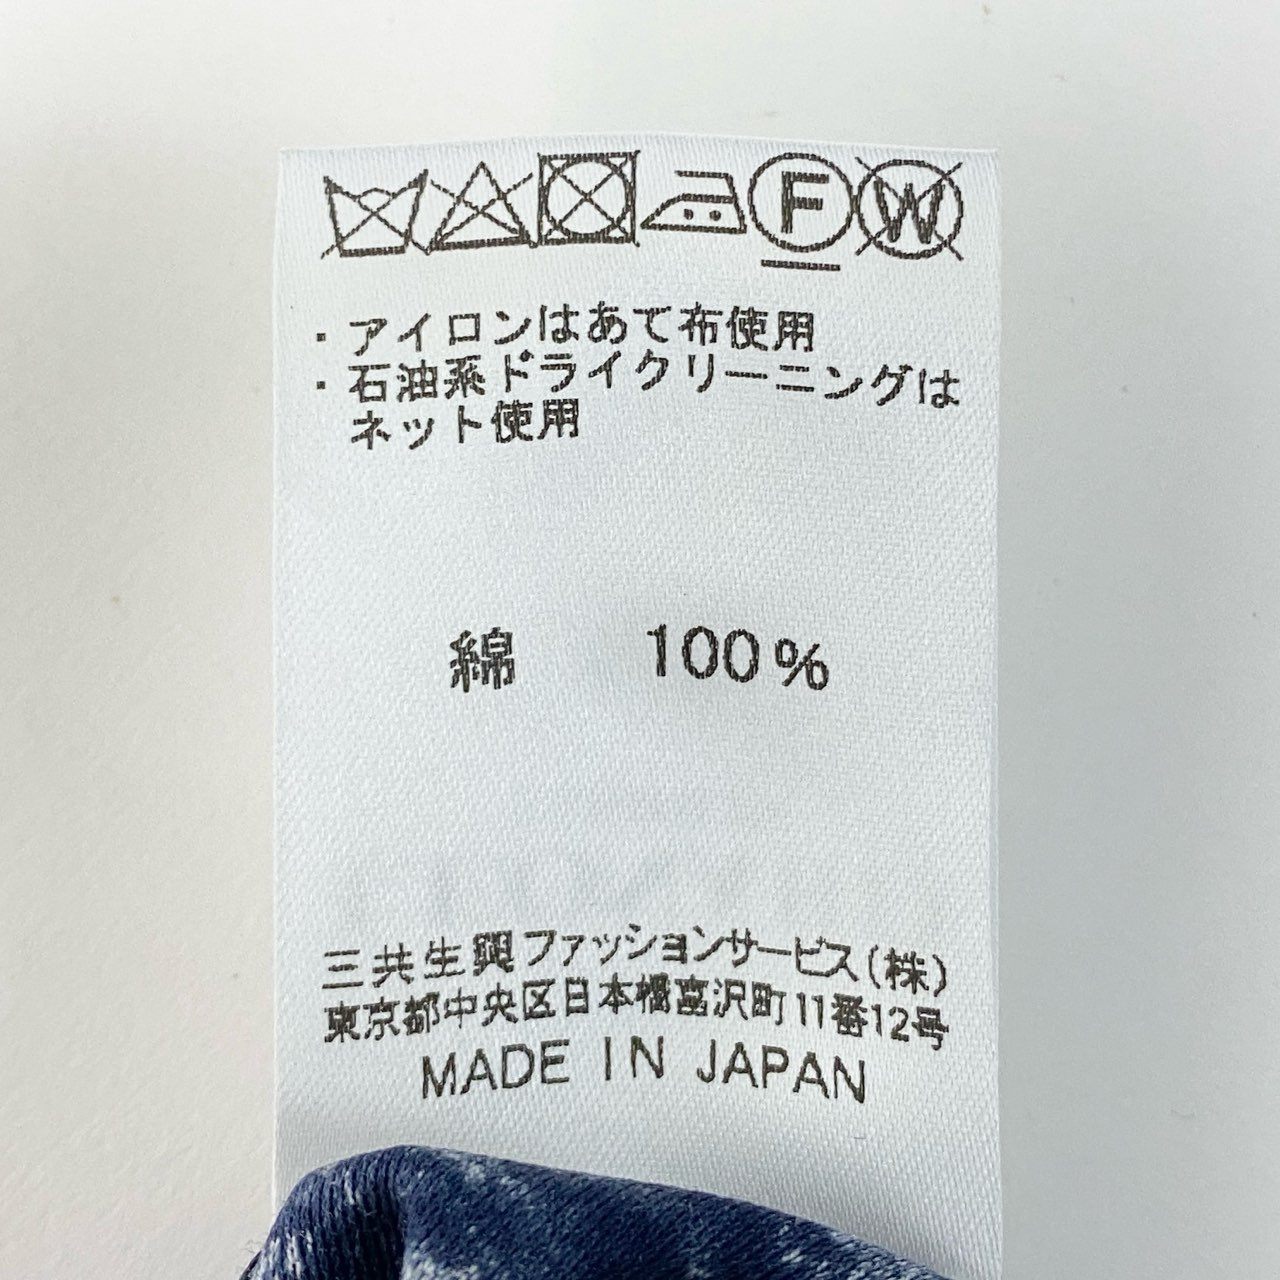 F W
・アイロンはあて布使用
・石油系ドライクリーニングは
ネット使用
綿 100%
三共生興ファッションサービス(株)
東京都中央区日本橋富沢町11番12号
MADE IN JAPAN